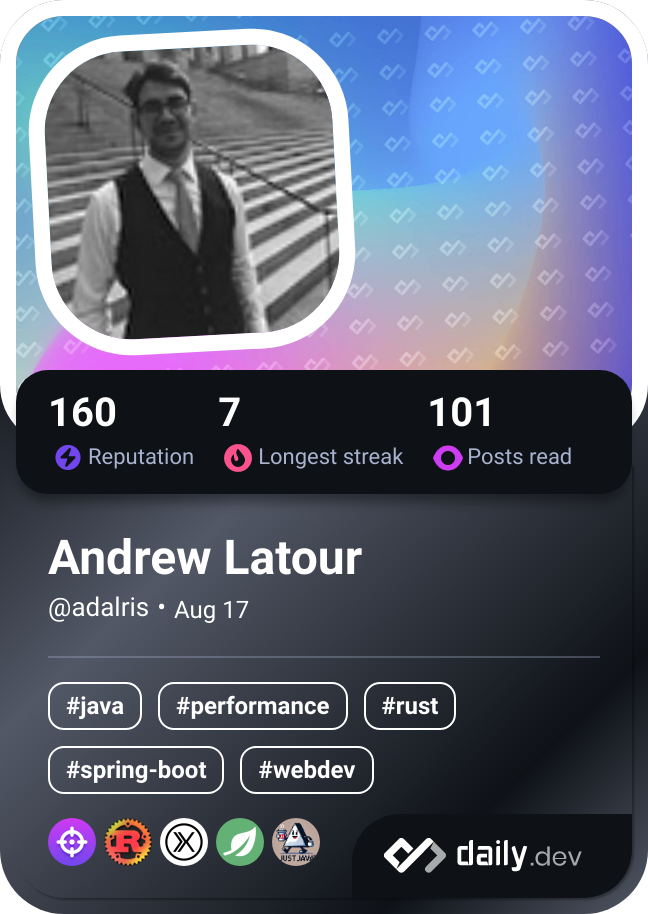 160 7 101
Reputation Longest streak Posts read
Andrew Latour
@adalris • Aug 17
#java #performance #rust
#spring-boot #webdev
R
JUST JAVA
daily.dev